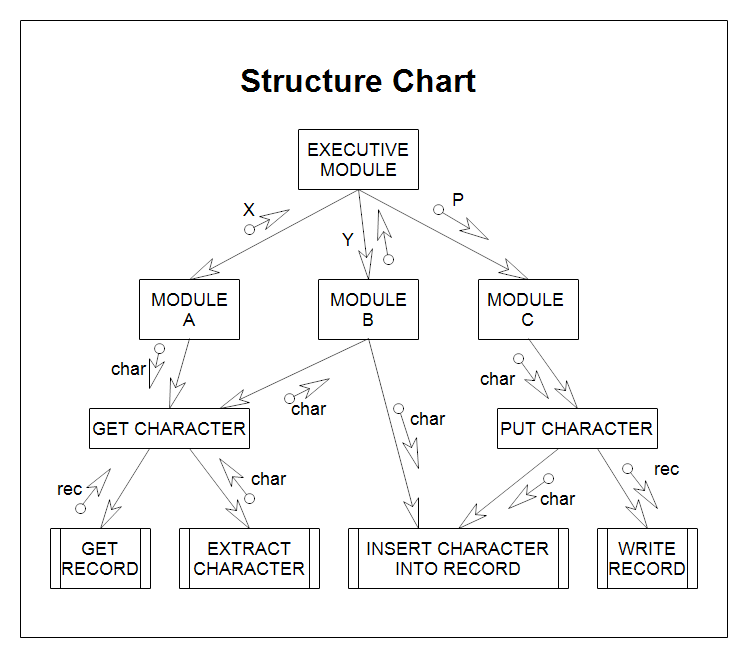 Structure Chart
EXECUTIVE
MODULE
X
P
Y
MODULE
A
MODULE
B
MODULE
C
char
char
char
char
GET CHARACTER
PUT CHARACTER
rec
char
char
rec
GET
RECORD
EXTRACT
CHARACTER
INSERT CHARACTER
INTO RECORD
WRITE
RECORD